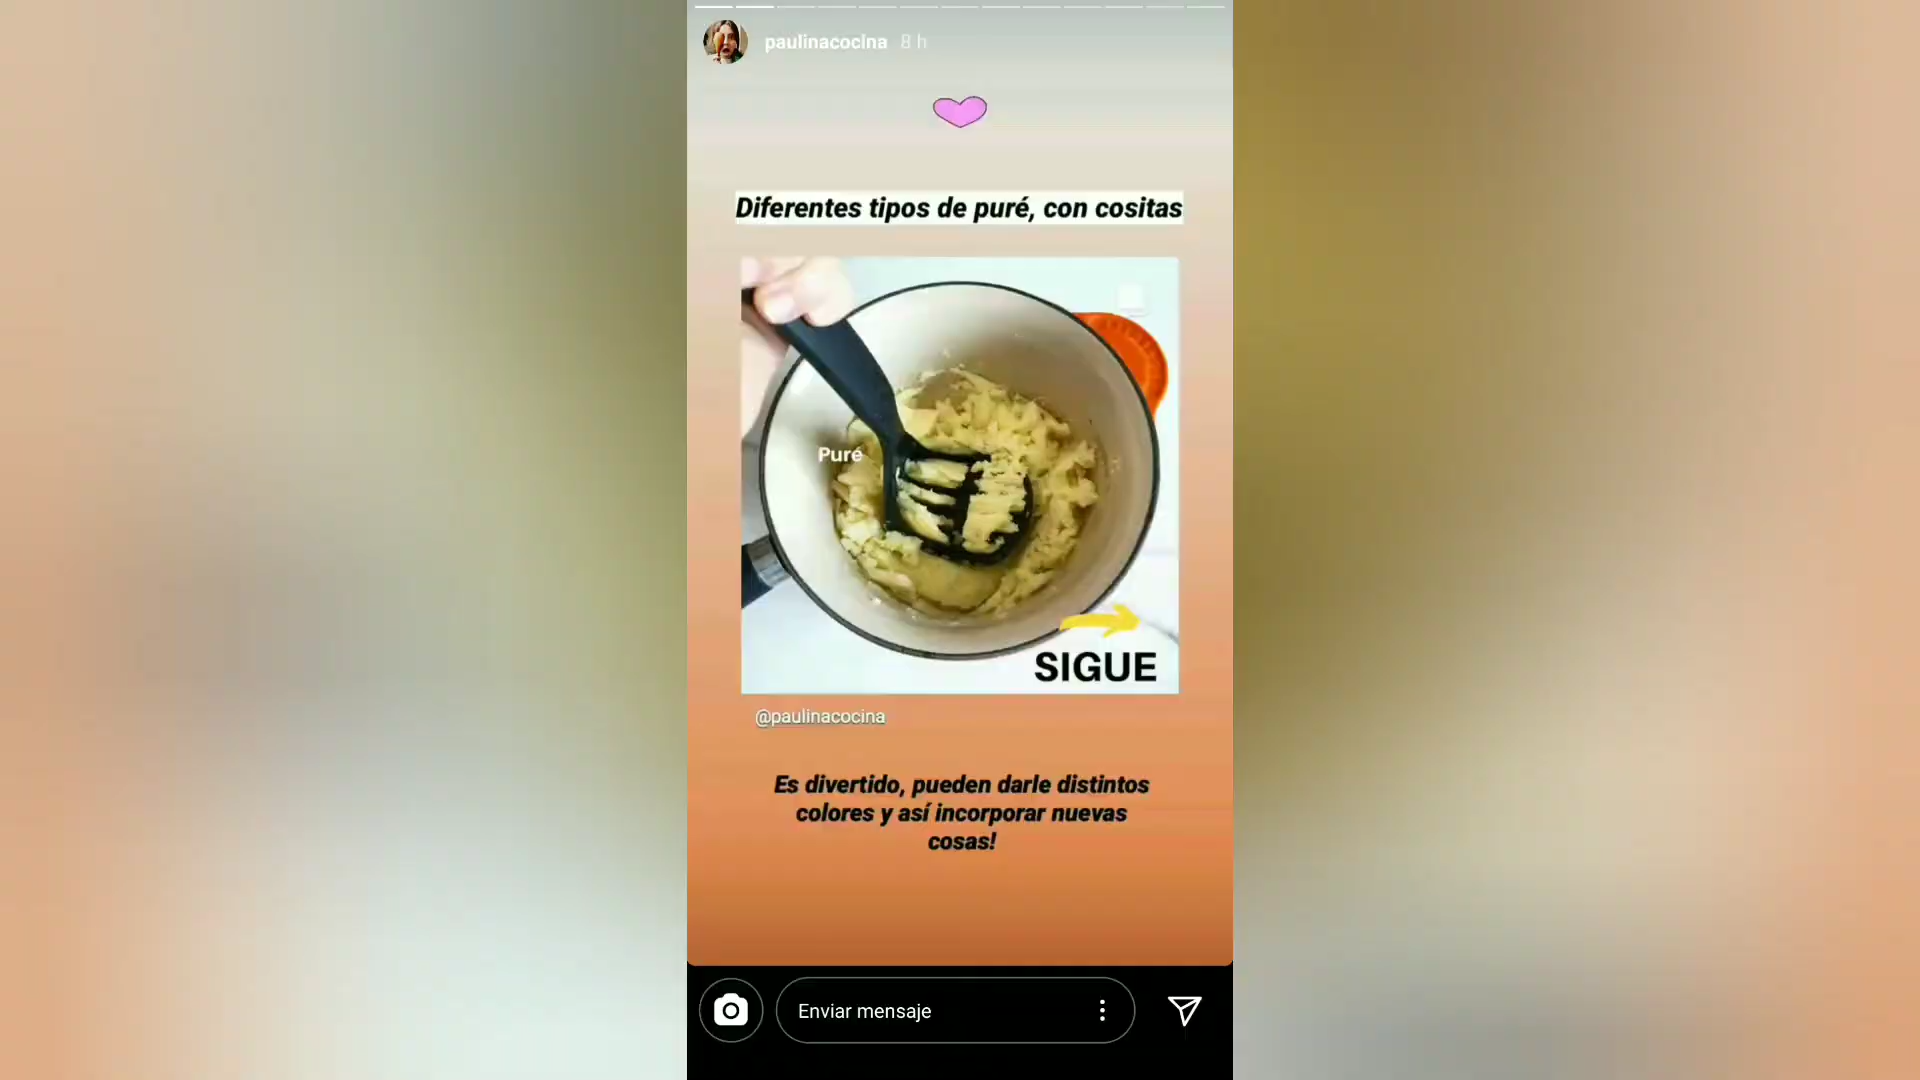 paulinacocina 8 h
Diferentes tipos de puré, con cositas
Puré
SIGUE
@paulinacocina
Es divertido, pueden darle distintos
colores y así incorporar nuevas
cosas!
Enviar mensaje